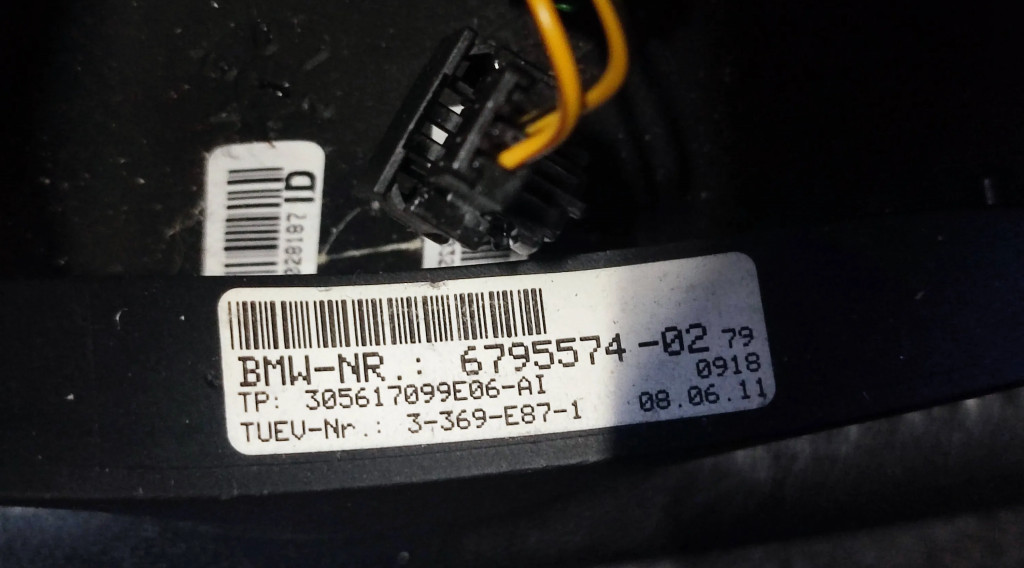 ID
028187
BMW-NR.: 6795574-02 79
0918
TP: 305617099E06-AI
08.06.11
TUEV-Nr.: 3-369-E87-1